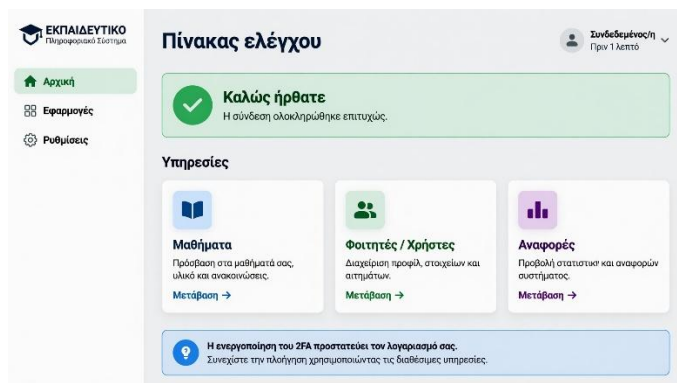 ΕΚΠΑΙΔΕΥΤΙΚΟ
Πληροφοριακό Σύστημα
Αρχική
Εφαρμογές
Ρυθμίσεις
Πίνακας ελέγχου
Συνδεδεμένος/η
Πριν 1 λεπτό
Καλώς ήρθατε
Η σύνδεση ολοκληρώθηκε επιτυχώς.
Υπηρεσίες
Μαθήματα
Πρόσβαση στα μαθήματά σας,
υλικό και ανακοινώσεις.
Μετάβαση →
Φοιτητές / Χρήστες
Διαχείριση προφίλ, στοιχείων και
αιτημάτων.
Μετάβαση →
Αναφορές
Προβολή και αναφορών
συστήματος.
Μετάβαση →
Η ενεργοποίηση του 2FA προστατεύει τον λογαριασμό σας.
Συνεχίστε την πλοήγηση χρησιμοποιώντας τις διαθέσιμες υπηρεσίες.